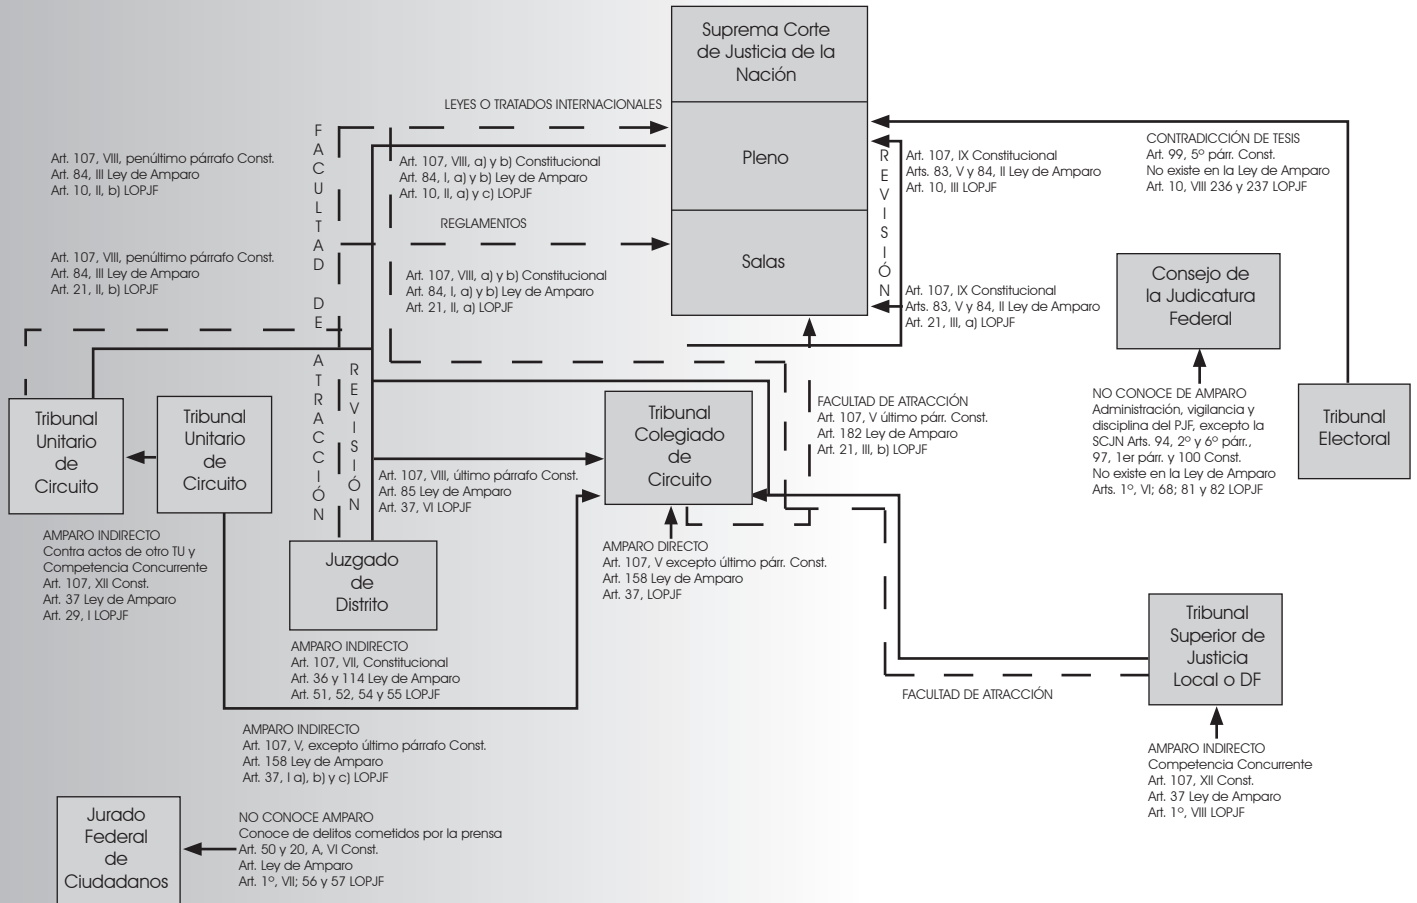 Suprema Corte
de Justicia de la
Nación
Pleno
Salas
LEYES O TRATADOS INTERNACIONALES
FACULTAD DE ATRACCIÓN
Art. 107, VIII, penúltimo párrafo Const.
Art. 84, III Ley de Amparo
Art. 10, II, b) LOPJF
Art. 107, VIII, a) y b) Constitucional
Art. 84, I, a) y b) Ley de Amparo
Art. 10, II, a) y c) LOPJF
REGLAMENTOS
Art. 107, VIII, penúltimo párrafo Const.
Art. 84, III Ley de Amparo
Art. 21, II, b) LOPJF
Art. 107, VIII, a) y b) Constitucional
Art. 84, I, a) y b) Ley de Amparo
Art. 21, II, a) LOPJF
REVISIÓN
Art. 107, IX Constitucional
Arts. 83, V y 84, II Ley de Amparo
Art. 10, III LOPJF
Art. 107, IX Constitucional
Arts. 83, V y 84, II Ley de Amparo
Art. 21, III, a) LOPJF
CONTRADICCIÓN DE TESIS
Art. 99, 5º párr. Const.
No existe en la Ley de Amparo
Art. 10, VIII 236 y 237 LOPJF
Consejo de
la Judicatura
Federal
NO CONOCE DE AMPARO
Administración, vigilancia y
disciplina del PJF, excepto la
SCJN Arts. 94, 2º y 6º párr.,
97, 1er párr. y 100 Const.
No existe en la Ley de Amparo
Arts. 1º, VI; 68; 81 y 82 LOPJF
Tribunal
Electoral
Tribunal
Unitario
de
Circuito
Tribunal
Unitario
de
Circuito
REVISIÓN
Tribunal
Colegiado
de
Circuito
FACULTAD DE ATRACCIÓN
Art. 107, V último párr. Const.
Art. 182 Ley de Amparo
Art. 21, III, b) LOPJF
Art. 107, VIII, último párrafo Const.
Art. 85 Ley de Amparo
Art. 37, VI LOPJF
AMPARO INDIRECTO
Contra actos de otro TU y
Competencia Concurrente
Art. 107, XII Const.
Art. 37 Ley de Amparo
Art. 29, I LOPJF
Juzgado
de
Distrito
AMPARO DIRECTO
Art. 107, V excepto último párr. Const.
Art. 158 Ley de Amparo
Art. 37, LOPJF
AMPARO INDIRECTO
Art. 107, VII, Constitucional
Art. 36 y 114 Ley de Amparo
Art. 51, 52, 54 y 55 LOPJF
Tribunal
Superior de
Justicia
Local o DF
FACULTAD DE ATRACCIÓN
AMPARO INDIRECTO
Art. 107, V, excepto último párrafo Const.
Art. 158 Ley de Amparo
Art. 37, I a), b) y c) LOPJF
AMPARO INDIRECTO
Competencia Concurrente
Art. 107, XII Const.
Art. 37 Ley de Amparo
Art. 1º, VIII LOPJF
Jurado
Federal
de
Ciudadanos
NO CONOCE AMPARO
Conoce de delitos cometidos por la prensa
Art. 50 y 20, A, VI Const.
Art. Ley de Amparo
Art. 1º, VII; 56 y 57 LOPJF